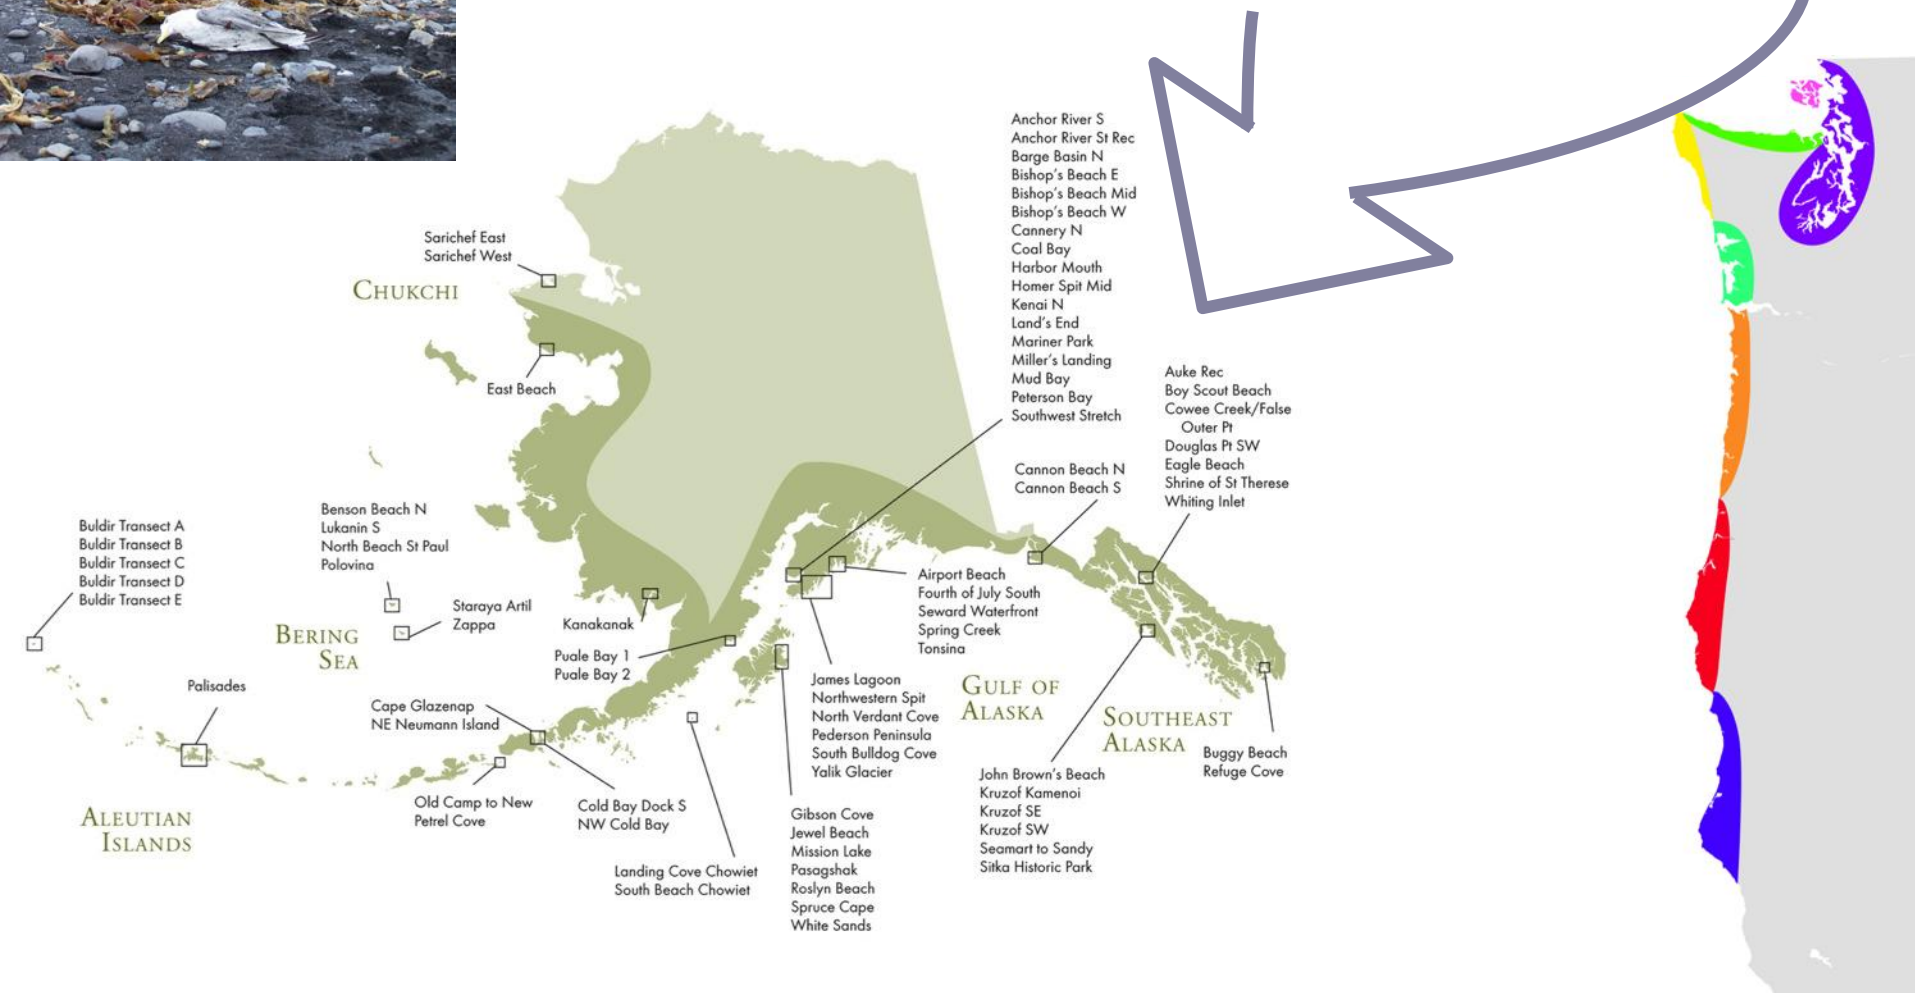 Anchor River S
Anchor River St Rec
Barge Basin N
Bishop's Beach E
Bishop's Beach Mid
Bishop's Beach W
Cannery N
Coal Bay
Harbor Mouth
Homer Spit Mid
Kenai N
Land's End
Mariner Park
Miller's Landing
Mud Bay
Peterson Bay
Southwest Stretch
Sarichef East
Sarichef West
CHUKCHI
East Beach
Auke Rec
Boy Scout Beach
Cowee Creek/False
Outer Pt
Douglas Pt SW
Eagle Beach
Shrine of St Therese
Whiting Inlet
Cannon Beach N
Cannon Beach S
Benson Beach N
Lukanin S
North Beach St Paul
Polovina
Buldir Transect A
Buldir Transect B
Buldir Transect C
Buldir Transect D
Buldir Transect E
Staraya Artil
Zappa
BERING
SEA
Kanakanak
Puale Bay 1
Puale Bay 2
Airport Beach
Fourth of July South
Seward Waterfront
Spring Creek
Tonsina
Palisades
Cape Glazenap
NE Neumann Island
James Lagoon
Northwestern Spit
North Verdant Cove
Pederson Peninsula
South Bulldog Cove
Yalik Glacier
GULF OF
ALASKA
SOUTHEAST
ALASKA
Buggy Beach
Refuge Cove
ALEUTIAN
ISLANDS
Old Camp to New
Petrel Cove
Cold Bay Dock S
NW Cold Bay
John Brown's Beach
Kruzof Kamenoi
Kruzof SE
Kruzof SW
Seamart to Sandy
Sitka Historic Park
Gibson Cove
Jewel Beach
Mission Lake
Pasagshak
Roslyn Beach
Spruce Cape
White Sands
Landing Cove Chowiet
South Beach Chowiet